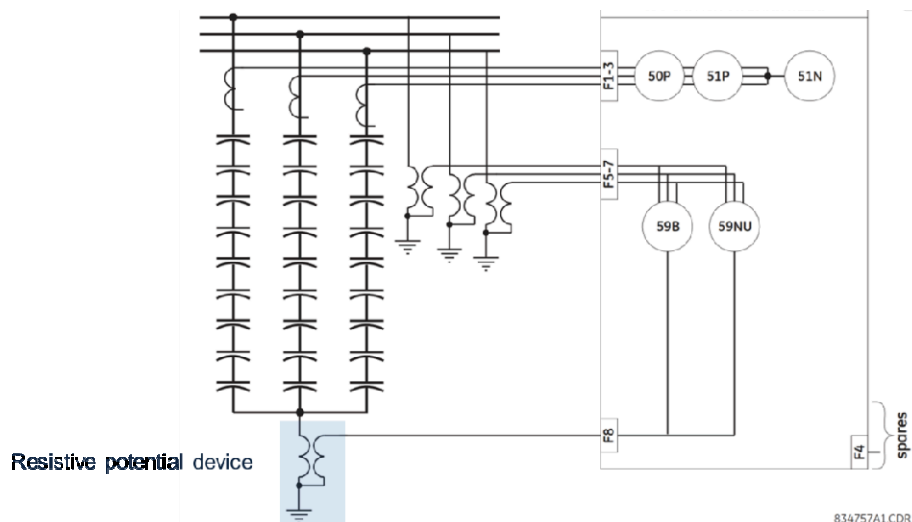 F1-3
50P
51P
51N
F5-7
59B
59NU
F8
F4
spares
Resistive potential device
834757A1.CDR